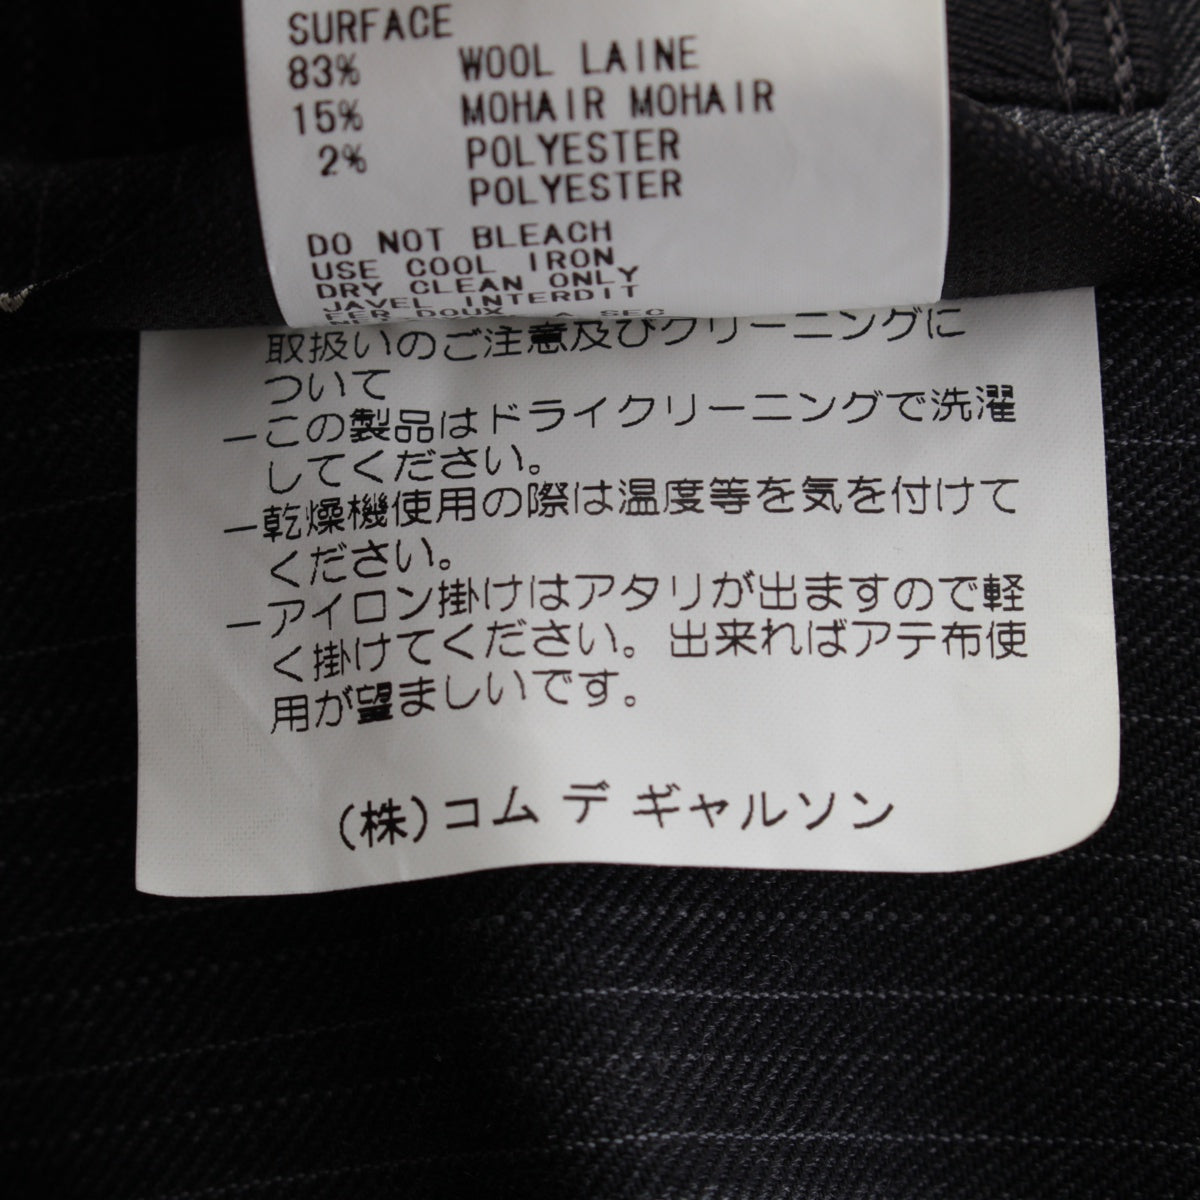 SURFACE
83% WOOL LAINE
15% MOHAIR MOHAIR
2% POLYESTER
POLYESTER
DO NOT BLEACH
USE COOL IRON
DRY CLEAN ONLY
JAVEL INTERDIT
FER DOUX
A SEC
取扱いのご注意及びクリーニングに
ついて
ーこの製品はドライクリーニングで洗濯
してください。
ー乾燥機使用の際は温度等を気を付けて
ください。
ーアイロン掛けはアタリが出ますので軽
く掛けてください。出来ればアテ布使
用が望ましいです。
(株)コム デ ギャルソン